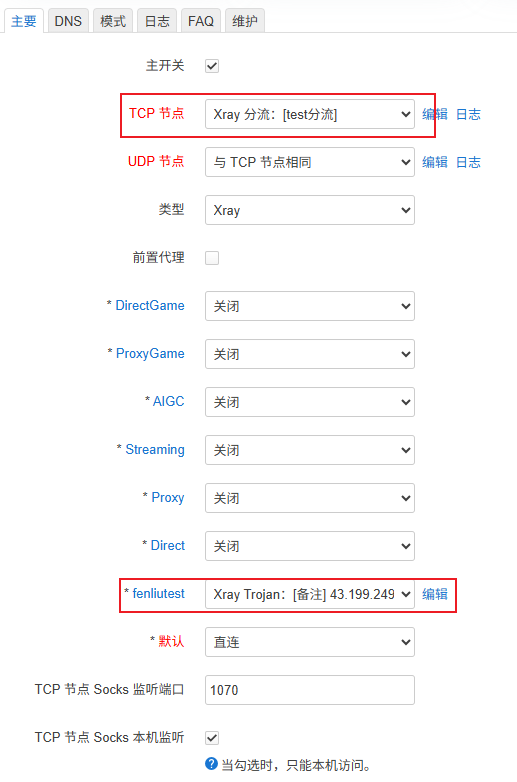 主要 DNS 模式 日志 FAQ 维护
主开关
TCP 节点 Xray 分流：[test分流] 编辑 日志
UDP 节点 与 TCP 节点相同 编辑 日志
类型 Xray
前置代理
* DirectGame 关闭
* ProxyGame 关闭
* AIGC 关闭
* Streaming 关闭
* Proxy 关闭
* Direct 关闭
* fenliutest Xray Trojan：[备注] 43.199.249 编辑
* 默认 直连
TCP 节点 Socks 监听端口 1070
TCP 节点 Socks 本机监听
? 当勾选时，只能本机访问。